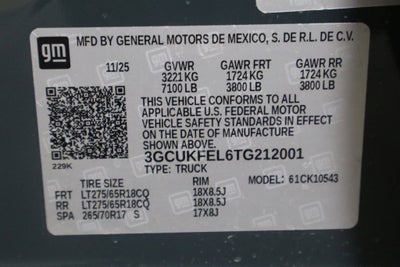 gm
MFD BY GENERAL MOTORS DE MEXICO, S. DE R.L. DE C.V.
11/25 GVWR GAWR FRT GAWR RR
3221 KG 1724 KG 1724 KG
7100 LB 3800 LB 3800 LB
THIS VEHICLE CONFORMS TO ALL
APPLICABLE U.S. FEDERAL MOTOR
VEHICLE SAFETY STANDARDS IN EFFECT
ON THE DATE OF MANUFACTURE
SHOWN ABOVE.
3GCUKFEL6TG212001
TYPE: TRUCK
229K
MODEL: 61CK10543
TIRE SIZE RIM
FRT LT275/65R18CQ 18X8.5J
RR LT275/65R18CQ 18X8.5J
SPA 265/70R17 S 17X8J